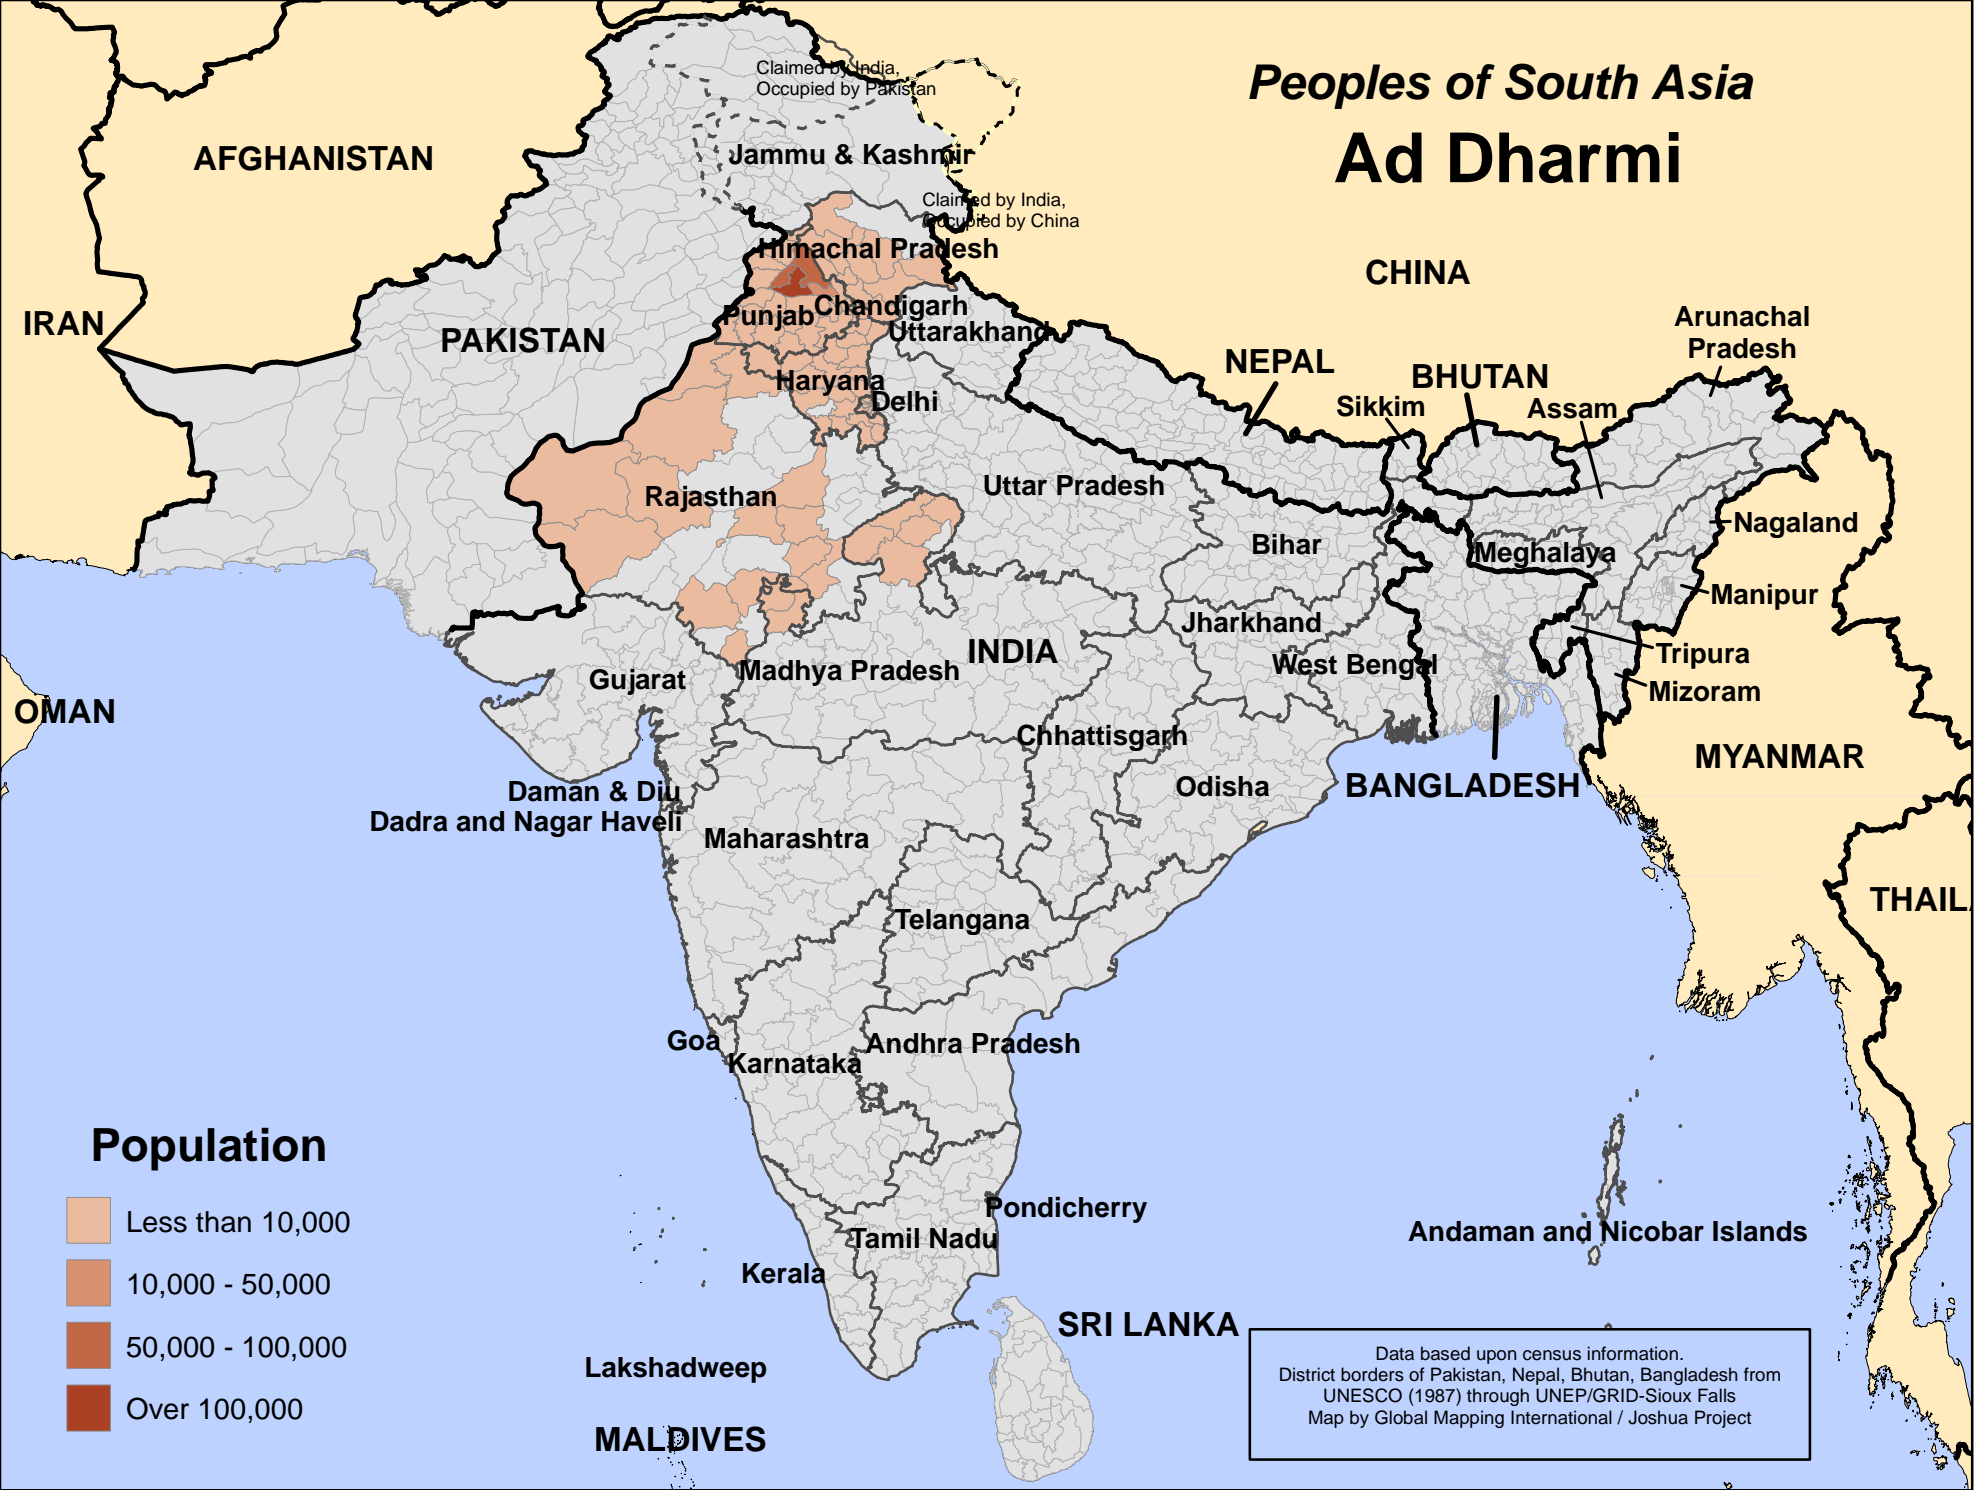 Peoples of South Asia
Ad Dharmi
Claimed by India,
Occupied by Pakistan
AFGHANISTAN
Jammu & Kashmir
Claimed by India,
Occupied by China
Himachal Pradesh
CHINA
IRAN
PAKISTAN
Punjab
Chandigarh
Uttarakhand
Arunachal
Pradesh
NEPAL
BHUTAN
Haryana
Delhi
Sikkim
Assam
Rajasthan
Uttar Pradesh
Nagaland
Bihar
Meghalaya
Manipur
Jharkhand
INDIA
Tripura
West Bengal
Gujarat
Madhya Pradesh
Mizoram
OMAN
Chhattisgarh
MYANMAR
Odisha
BANGLADESH
Daman & Diu
Dadra and Nagar Haveli
Maharashtra
THAIL
Telangana
Goa
Andhra Pradesh
Karnataka
Population
Less than 10,000
10,000 - 50,000
50,000 - 100,000
Over 100,000
Pondicherry
Tamil Nadu
Andaman and Nicobar Islands
Kerala
SRI LANKA
Lakshadweep
MALDIVES
Data based upon census information.
District borders of Pakistan, Nepal, Bhutan, Bangladesh from
UNESCO (1987) through UNEP/GRID-Sioux Falls
Map by Global Mapping International / Joshua Project